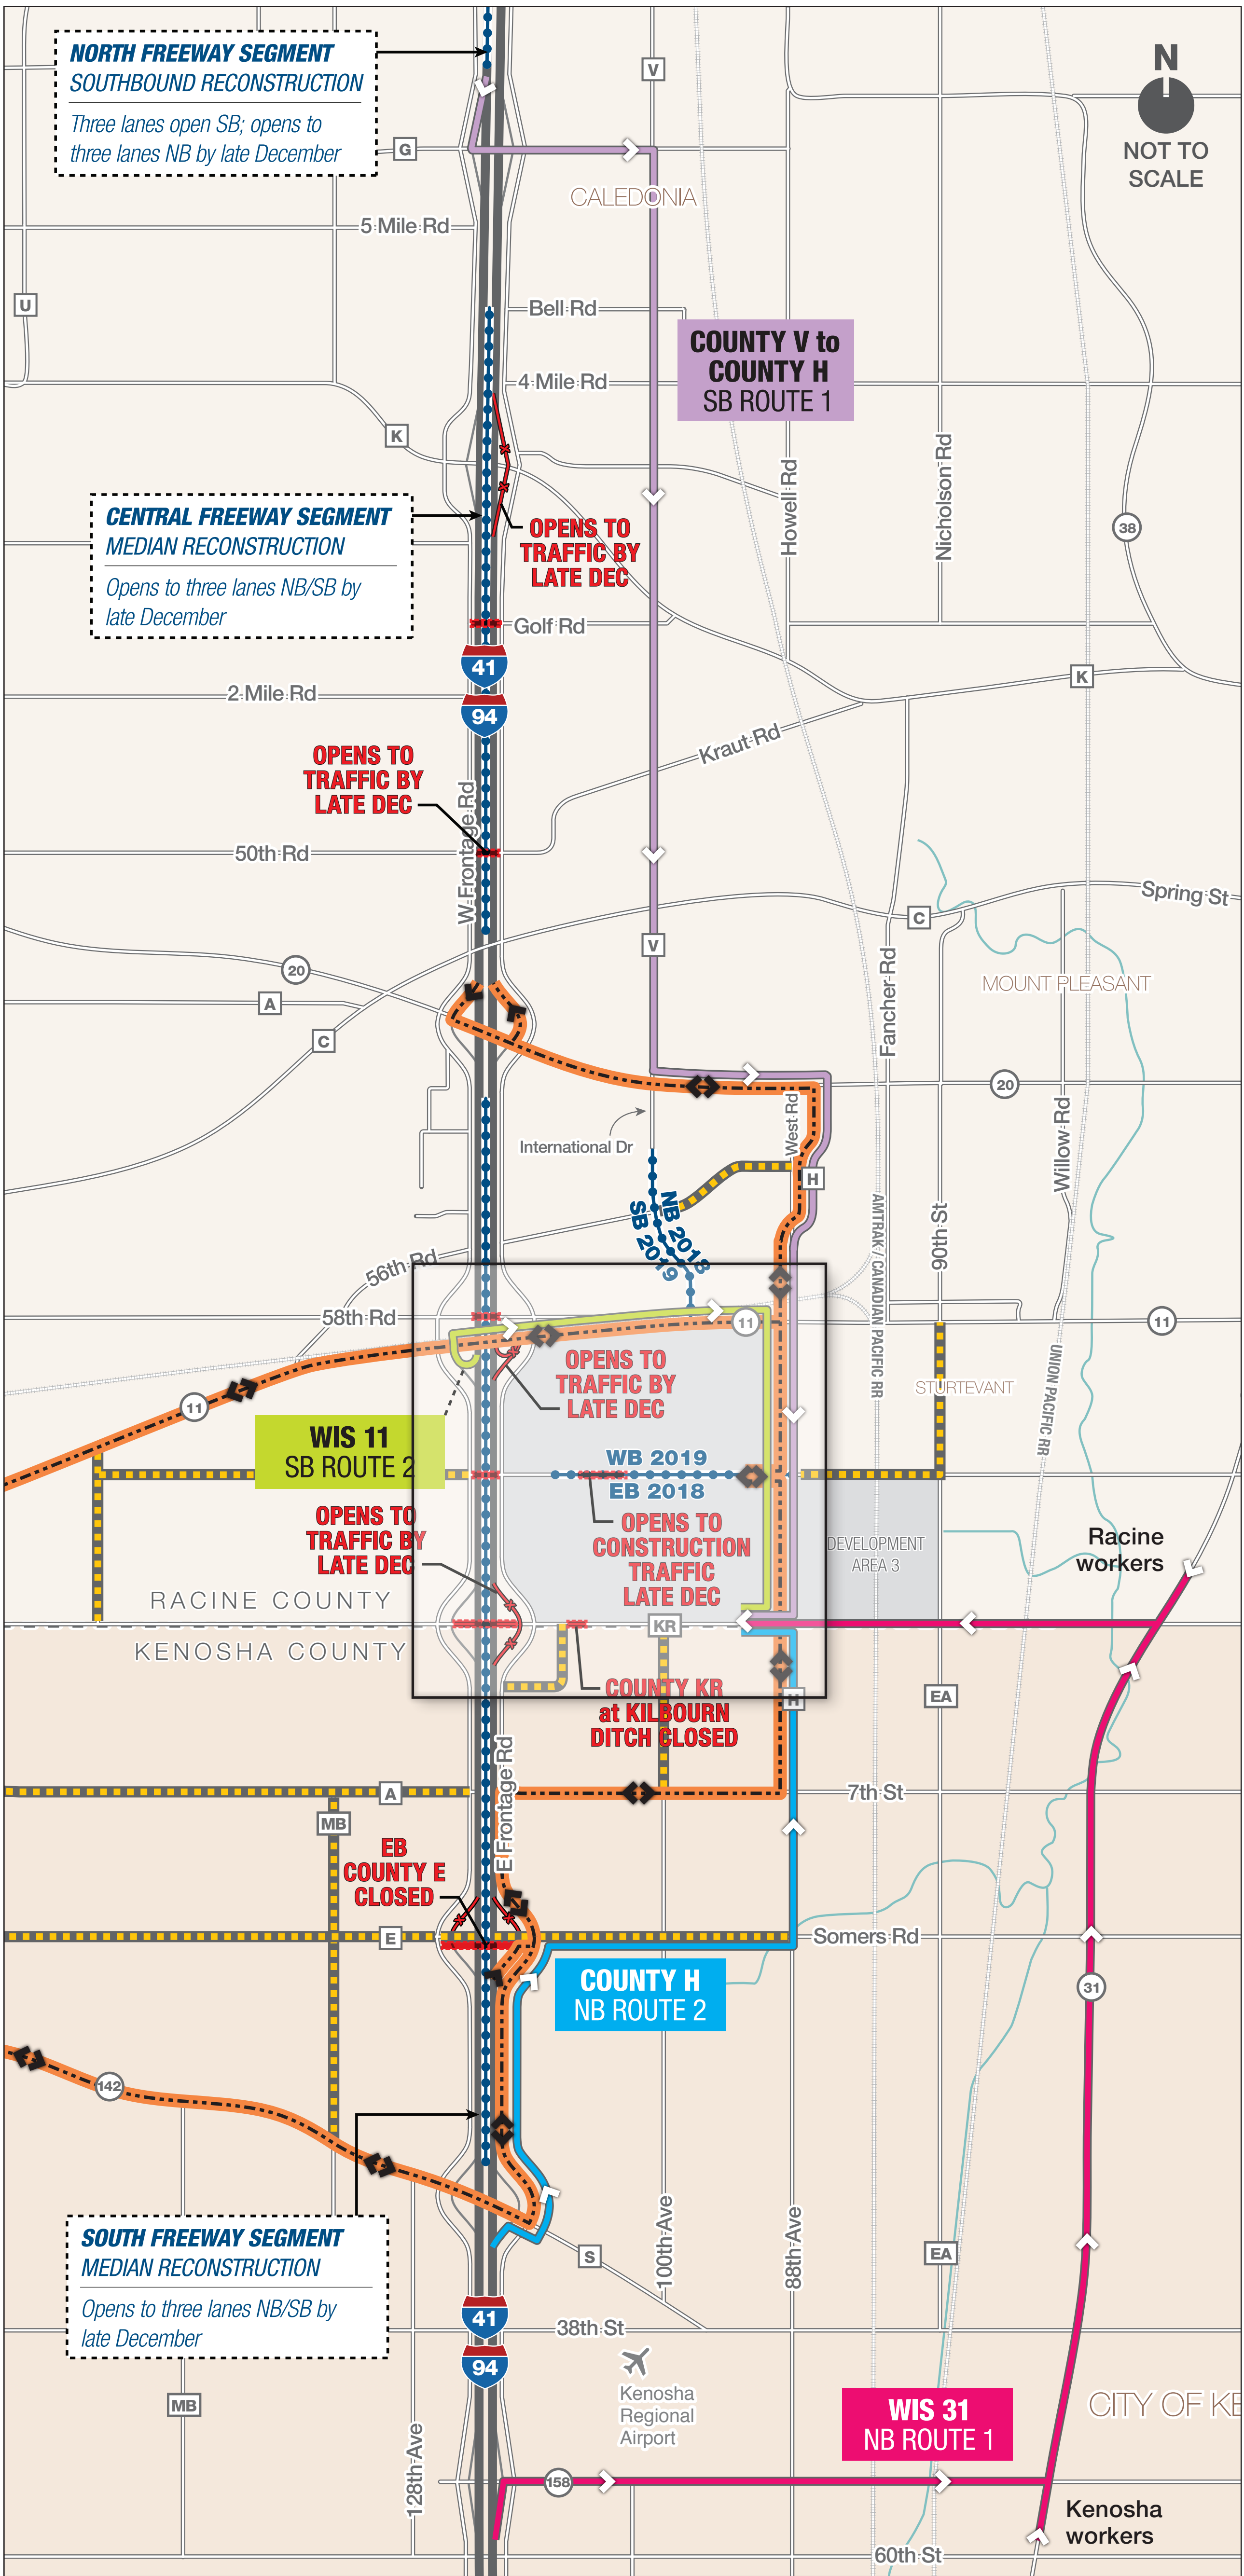 NORTH FREEWAY SEGMENT
SOUTHBOUND RECONSTRUCTION
Three lanes open SB; opens to
three lanes NB by late December
V
N
NOT TO
SCALE
G
CALEDONIA
5 Mile Rd
U
Bell Rd
COUNTY V to
COUNTY H
SB ROUTE 1
4 Mile Rd
K
Howell Rd
Nicholson Rd
38
CENTRAL FREEWAY SEGMENT
MEDIAN RECONSTRUCTION
Opens to three lanes NB/SB by
late December
OPENS TO
TRAFFIC BY
LATE DEC
Golf Rd
41
K
2 Mile Rd
94
Kraut Rd
OPENS TO
TRAFFIC BY
LATE DEC
W Frontage Rd
50th Rd
Spring St
C
V
20
A
Fancher Rd
MOUNT PLEASANT
C
20
West Rd
Willow Rd
International Dr
H
NB 2018
SB 2019
AMTRAK / CANADIAN PACIFIC RR
90th St
56th Rd
58th Rd
11
11
OPENS TO
TRAFFIC BY
LATE DEC
STURTEVANT
UNION PACIFIC RR
11
WIS 11
SB ROUTE 2
WB 2019
EB 2018
OPENS TO
TRAFFIC BY
LATE DEC
OPENS TO
CONSTRUCTION
TRAFFIC
LATE DEC
DEVELOPMENT
AREA 3
Racine
workers
RACINE COUNTY
KR
KENOSHA COUNTY
COUNTY KR
at KILBOURN
DITCH CLOSED
H
EA
E Frontage Rd
A
7th St
MB
EB
COUNTY E
CLOSED
E
Somers Rd
COUNTY H
NB ROUTE 2
31
142
SOUTH FREEWAY SEGMENT
MEDIAN RECONSTRUCTION
Opens to three lanes NB/SB by
late December
100th Ave
88th Ave
S
EA
41
38th St
94
Kenosha
Regional
Airport
MB
WIS 31
NB ROUTE 1
CITY OF KE
128th Ave
158
Kenosha
workers
60th St